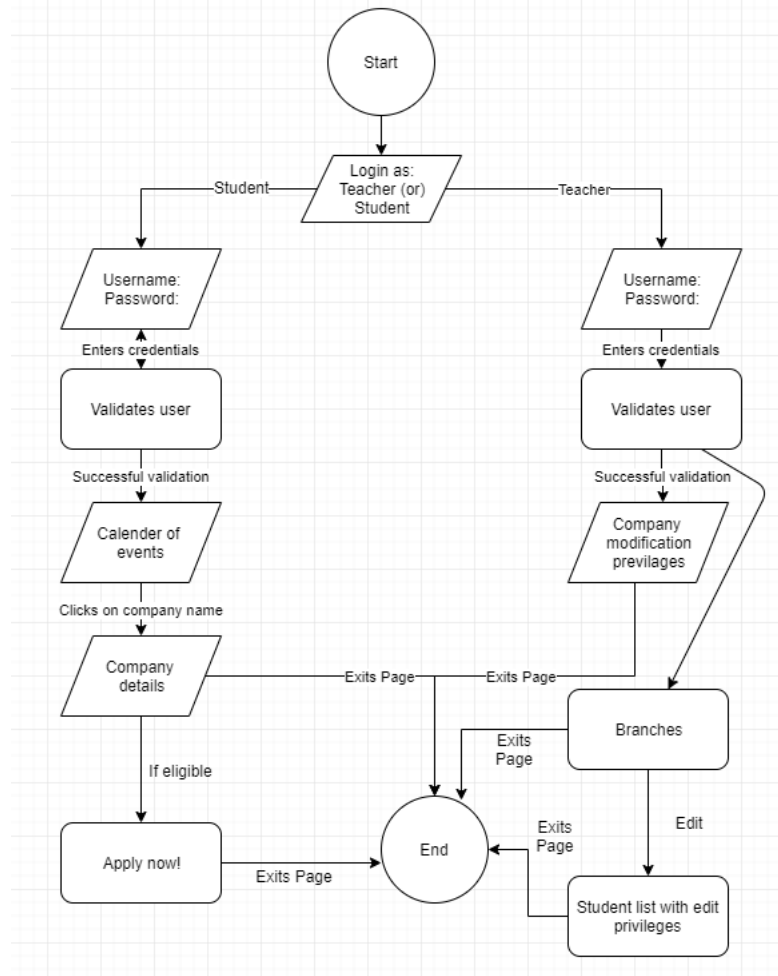 Start
Login as:
Teacher (or)
Student
Student
Teacher
Username:
Password:
Username:
Password:
Enters credentials
Enters credentials
Validates user
Validates user
Successful validation
Successful validation
Calender of
events
Company
modification
previlages
Clicks on company name
Company
details
Exits Page
Exits Page
Branches
Exits
Page
If eligible
Edit
Apply now!
Exits Page
End
Exits
Page
Student list with edit
privileges